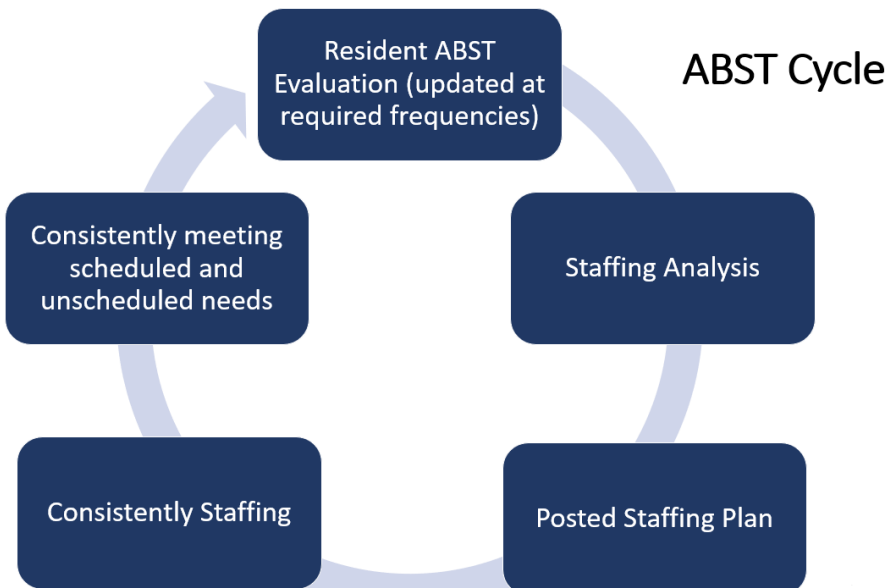 ABST Cycle
Resident ABST
Evaluation (updated at
required frequencies)
Staffing Analysis
Posted Staffing Plan
Consistently Staffing
Consistently meeting
scheduled and
unscheduled needs